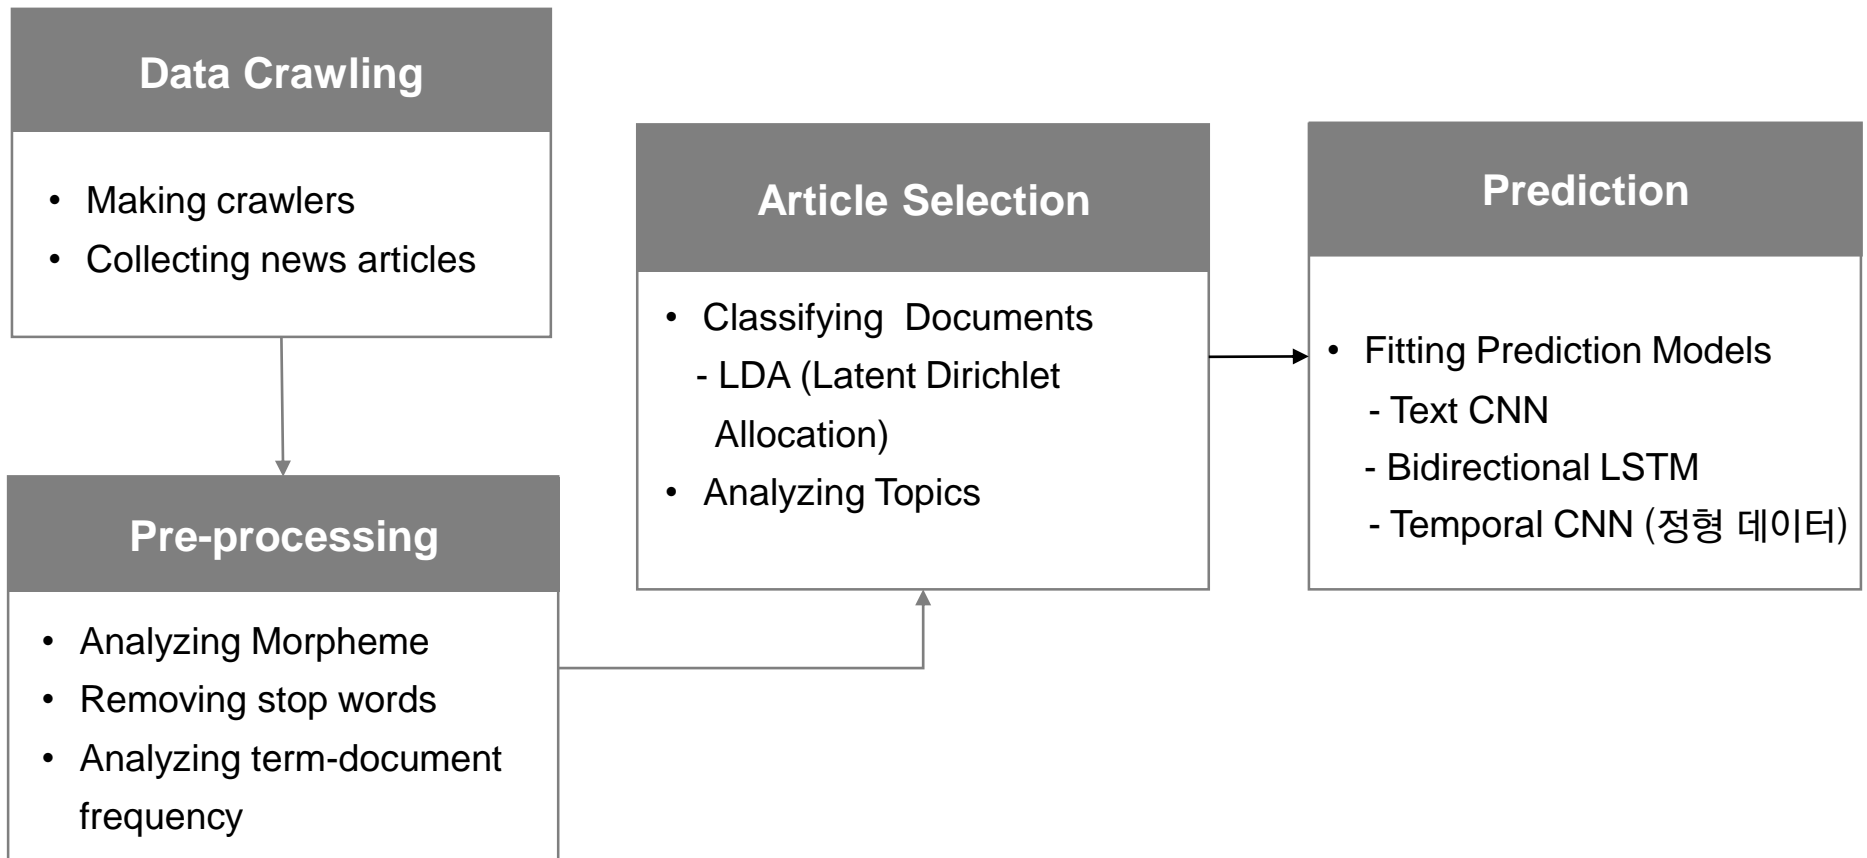 Data Crawling
• Making crawlers
• Collecting news articles
Pre-processing
• Analyzing Morpheme
• Removing stop words
• Analyzing term-document
frequency
Article Selection
• Classifying Documents
- LDA (Latent Dirichlet
Allocation)
• Analyzing Topics
Prediction
• Fitting Prediction Models
- Text CNN
- Bidirectional LSTM
- Temporal CNN (정형 데이터)